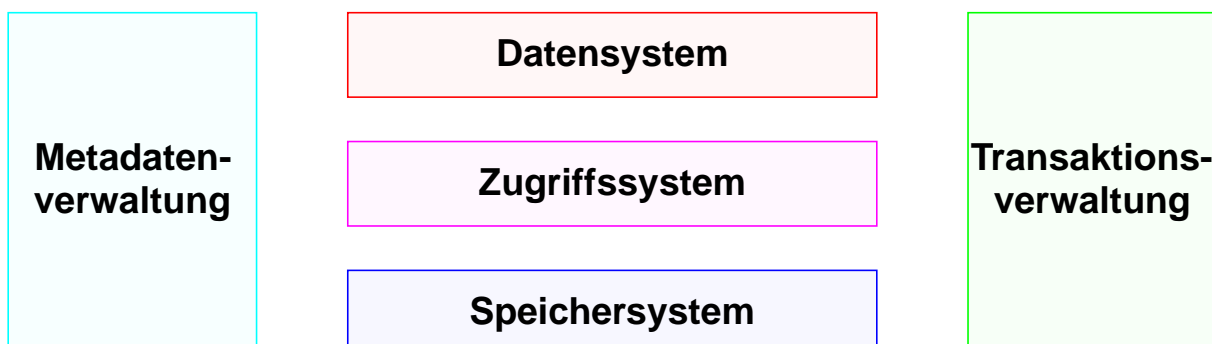 Datensystem
Metadaten-
verwaltung
Zugriffssystem
Transaktions-
verwaltung
Speichersystem